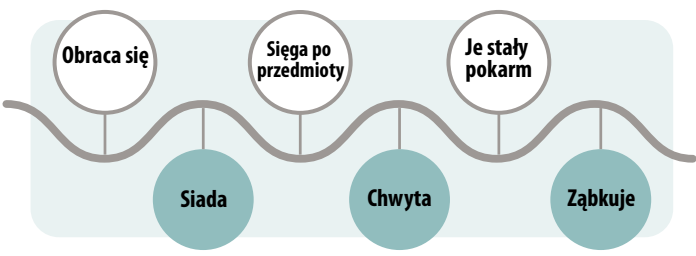 Obraca się
Siada
Sięga po
przedmioty
Chwyta
Je stały
pokarm
Ząbkuje